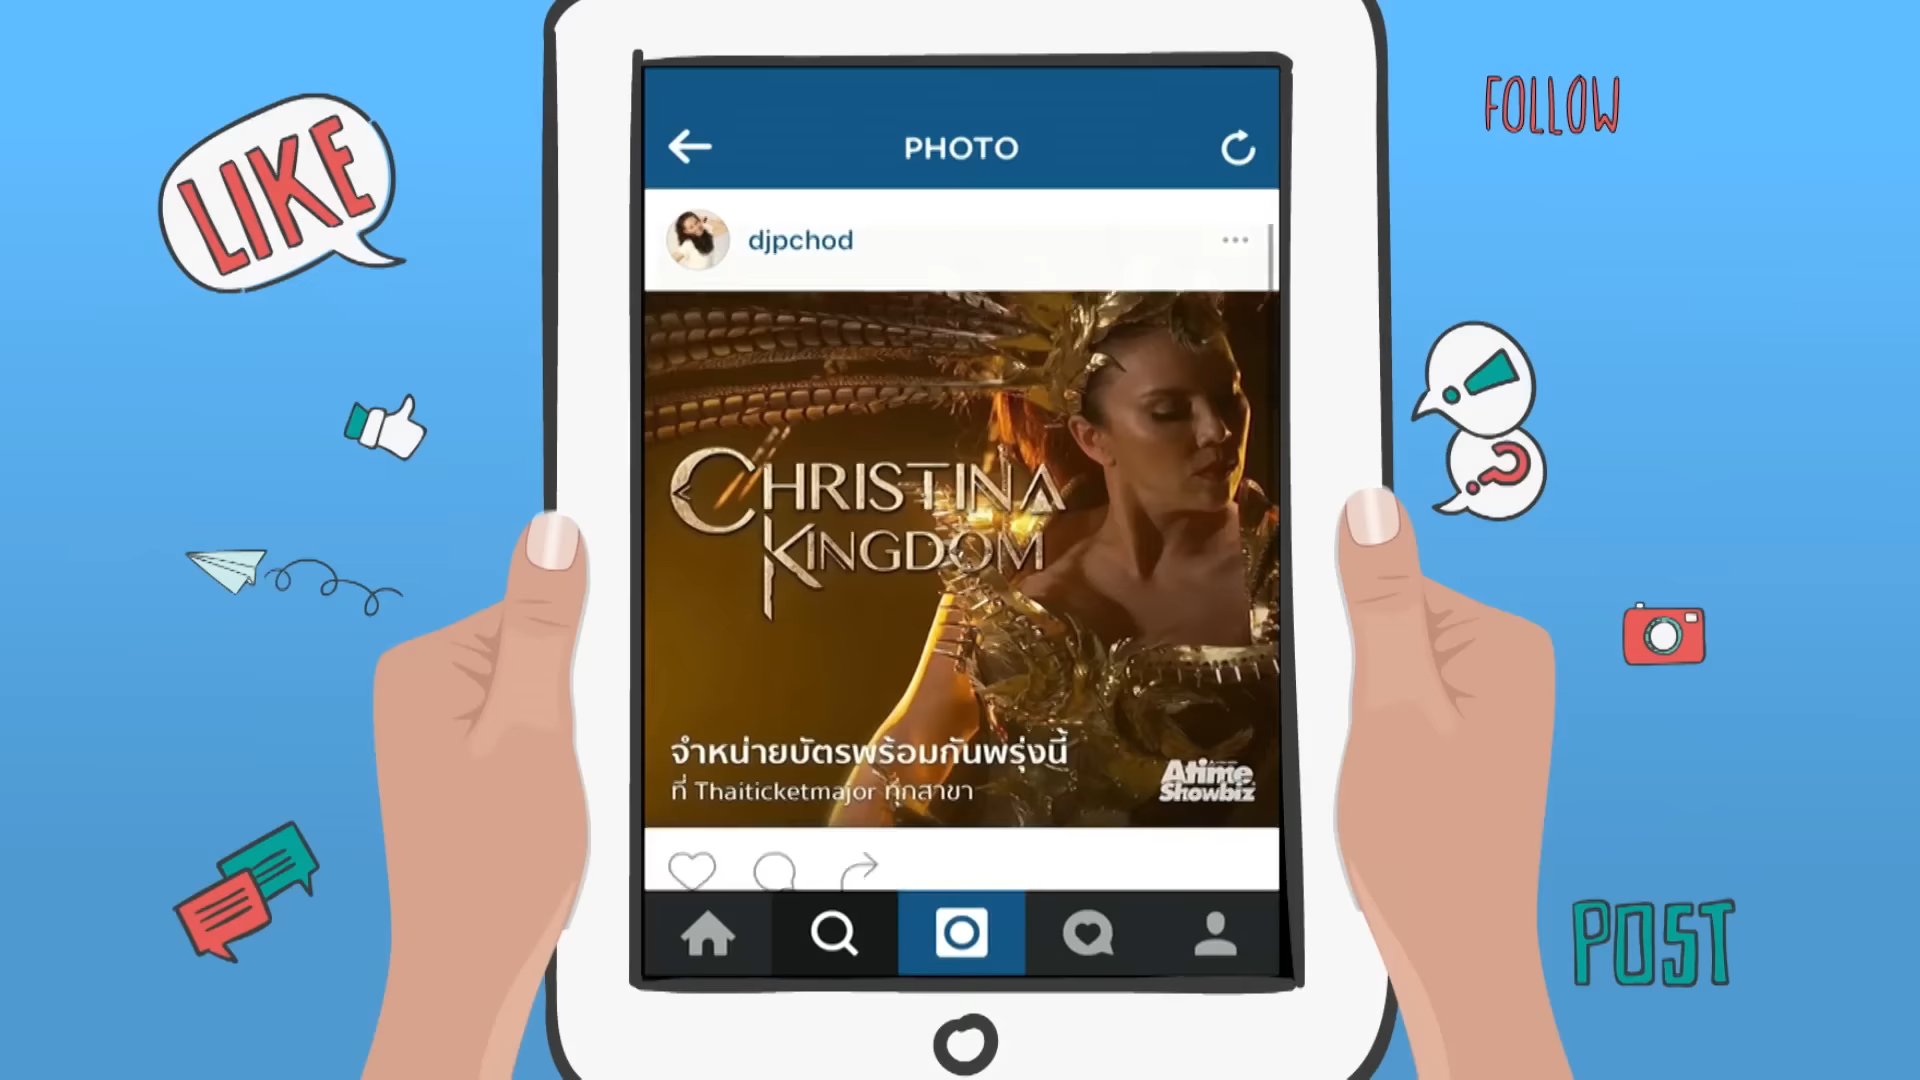 LIKE
FOLLOW
PHOTO
djpchod
CHRISTINA
KINGDOM
จำหน่ายบัตรพร้อมกันพรุ่งนี้
ที่ Thaiticketmajor ทุกสาขา
Atime
Showbiz
POST